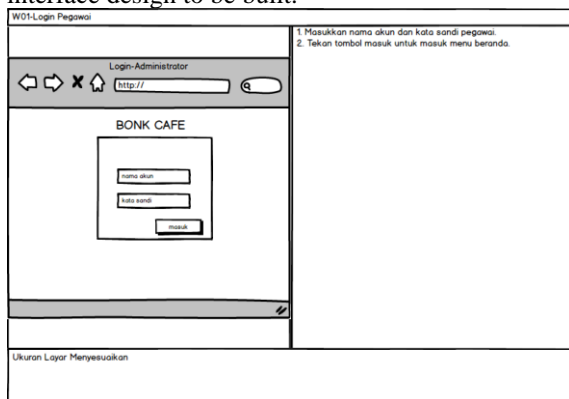 interface design to be built.
W01-Login Pegawai
1. Masukkan nama akun dan kata sandi pegawai.
2. Tekan tombol masuk untuk masuk menu beranda.
Login-Administrator
http://
BONK CAFE
nama akun
kata sandi
masuk
Ukuran Layar Menyesuaikan